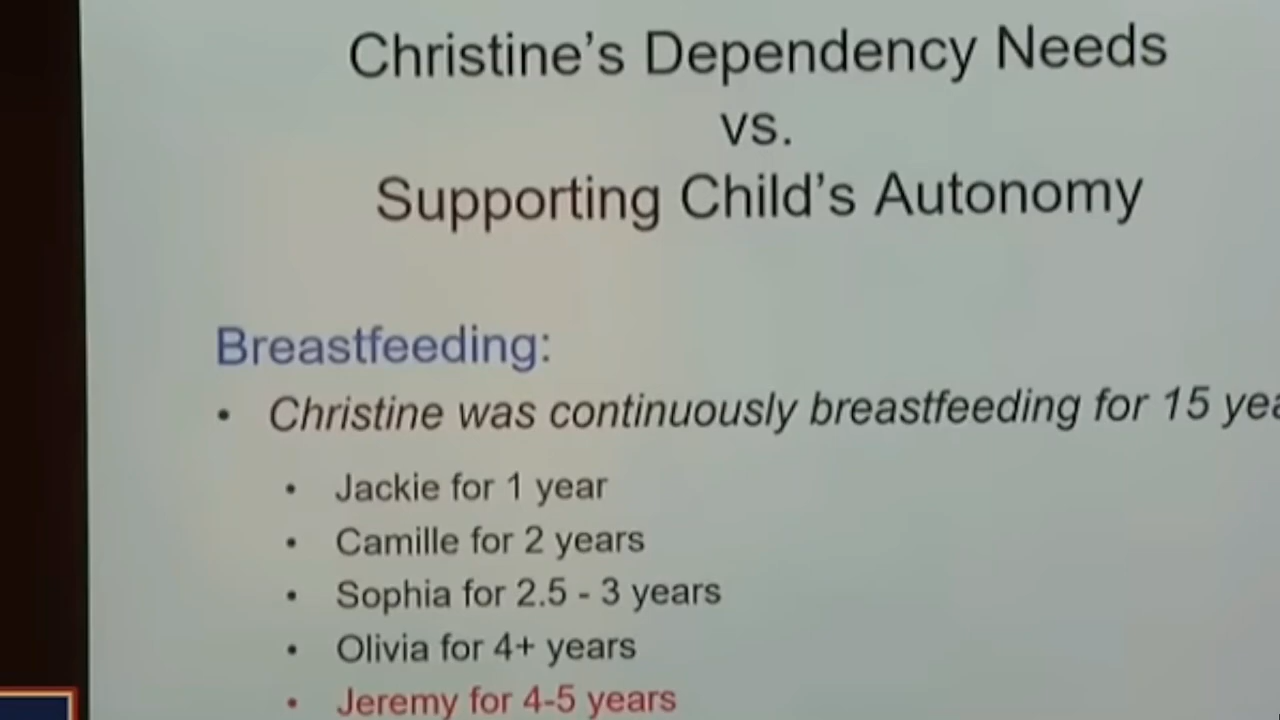 Christine's Dependency Needs
vs.
Supporting Child's Autonomy
Breastfeeding:
• Christine was continuously breastfeeding for 15 yea
• Jackie for 1 year
• Camille for 2 years
• Sophia for 2.5 - 3 years
• Olivia for 4+ years
• Jeremy for 4-5 years